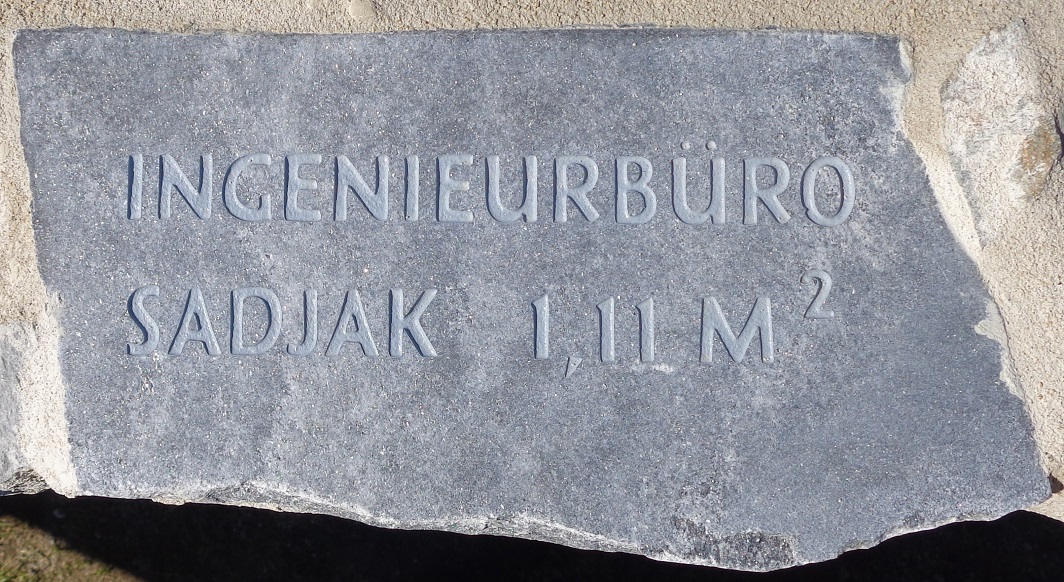 INGENIEURBÜRO
SADJAK 1,11 M²